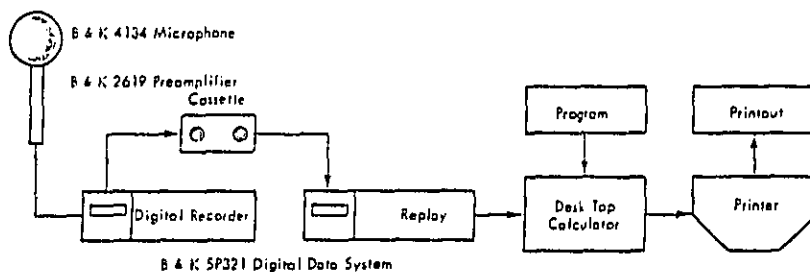 B & K 4134 Microphone
B & K 2619 Preamplifier
Cassette
Program
Printout
Digital Recorder
Replay
Desk Top
Calculator
Printer
B & K 5P321 Digital Data System